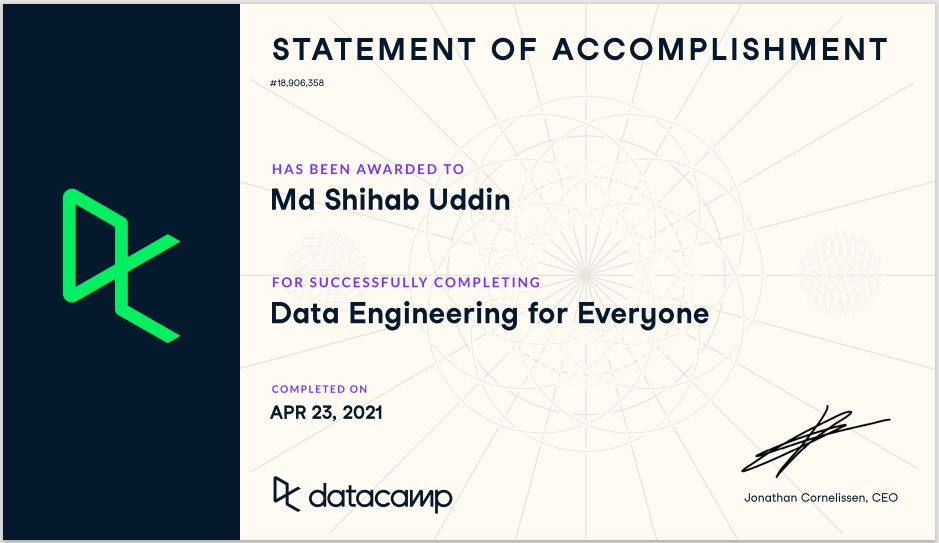 STATEMENT OF ACCOMPLISHMENT
#18,906,358
HAS BEEN AWARDED TO
Md Shihab Uddin
FOR SUCCESSFULLY COMPLETING
Data Engineering for Everyone
COMPLETED ON
APR 23, 2021
datacamp
Jonathan Cornelissen, CEO